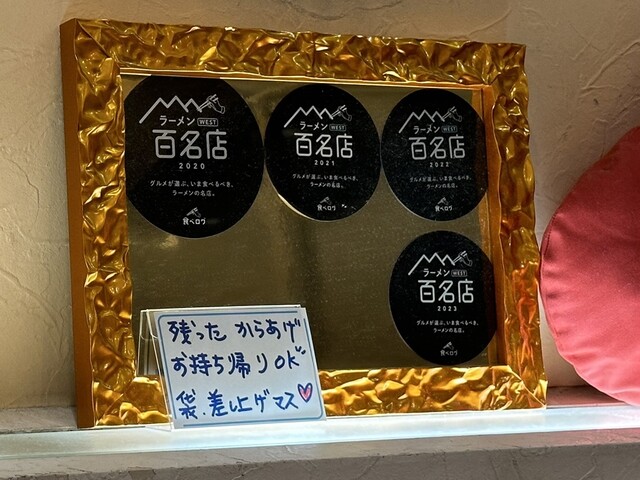 ラーメン WEST
百名店
2020
グルメが選ぶ、いま食べるべき、
ラーメンの名店。
食べログ
ラーメン WEST
百名店
2021
グルメが選ぶ、いま食べるべき、
ラーメンの名店。
食べログ
ラーメン WEST
百名店
2022
グルメが選ぶ、いま食べるべき、
ラーメンの名店。
食べログ
ラーメン WEST
百名店
2023
グルメが選ぶ、いま食べるべき、
ラーメンの名店。
食べログ
残った からあげ
お持ち帰りOK
袋、差し上ゲマス